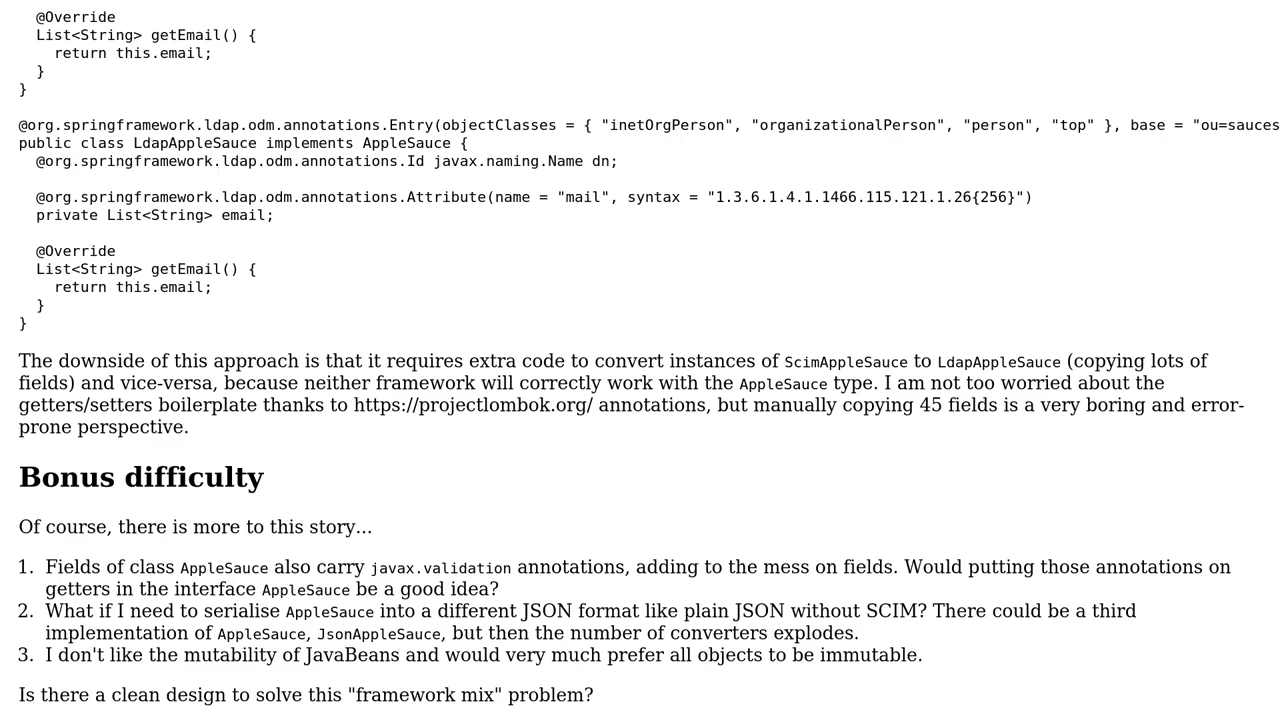 @Override
List<String> getEmail() {
return this.email;
}
}
@org.springframework.ldap.odm.annotations.Entry(objectClasses = { "inetOrgPerson", "organizationalPerson", "person", "top" }, base = "ou=sauces
public class LdapAppleSauce implements AppleSauce {
@org.springframework.ldap.odm.annotations.Id javax.naming.Name dn;
@org.springframework.ldap.odm.annotations.Attribute(name = "mail", syntax = "1.3.6.1.4.1.1466.115.121.1.26{256}")
private List<String> email;
@Override
List<String> getEmail() {
return this.email;
}
}
The downside of this approach is that it requires extra code to convert instances of ScimAppleSauce to LdapAppleSauce (copying lots of
fields) and vice-versa, because neither framework will correctly work with the AppleSauce type. I am not too worried about the
getters/setters boilerplate thanks to https://projectlombok.org/ annotations, but manually copying 45 fields is a very boring and error-
prone perspective.
Bonus difficulty
Of course, there is more to this story...
1. Fields of class AppleSauce also carry javax.validation annotations, adding to the mess on fields. Would putting those annotations on
getters in the interface AppleSauce be a good idea?
2. What if I need to serialise AppleSauce into a different JSON format like plain JSON without SCIM? There could be a third
implementation of AppleSauce, JsonAppleSauce, but then the number of converters explodes.
3. I don't like the mutability of JavaBeans and would very much prefer all objects to be immutable.
Is there a clean design to solve this "framework mix" problem?